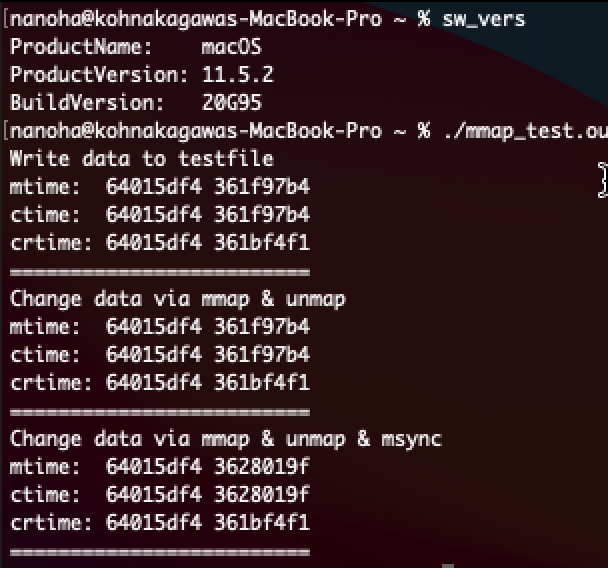 [nanoha@kohnakagawas-MacBook-Pro ~ % sw_vers
ProductName:    macOS
ProductVersion: 11.5.2
BuildVersion:   20G95
[nanoha@kohnakagawas-MacBook-Pro ~ % ./mmap_test.ou
Write data to testfile
mtime:  64015df4 361f97b4
ctime:  64015df4 361f97b4
crtime: 64015df4 361bf4f1
=========================
Change data via mmap & unmap
mtime:  64015df4 361f97b4
ctime:  64015df4 361f97b4
crtime: 64015df4 361bf4f1
=========================
Change data via mmap & unmap & msync
mtime:  64015df4 3628019f
ctime:  64015df4 3628019f
crtime: 64015df4 361bf4f1
=========================